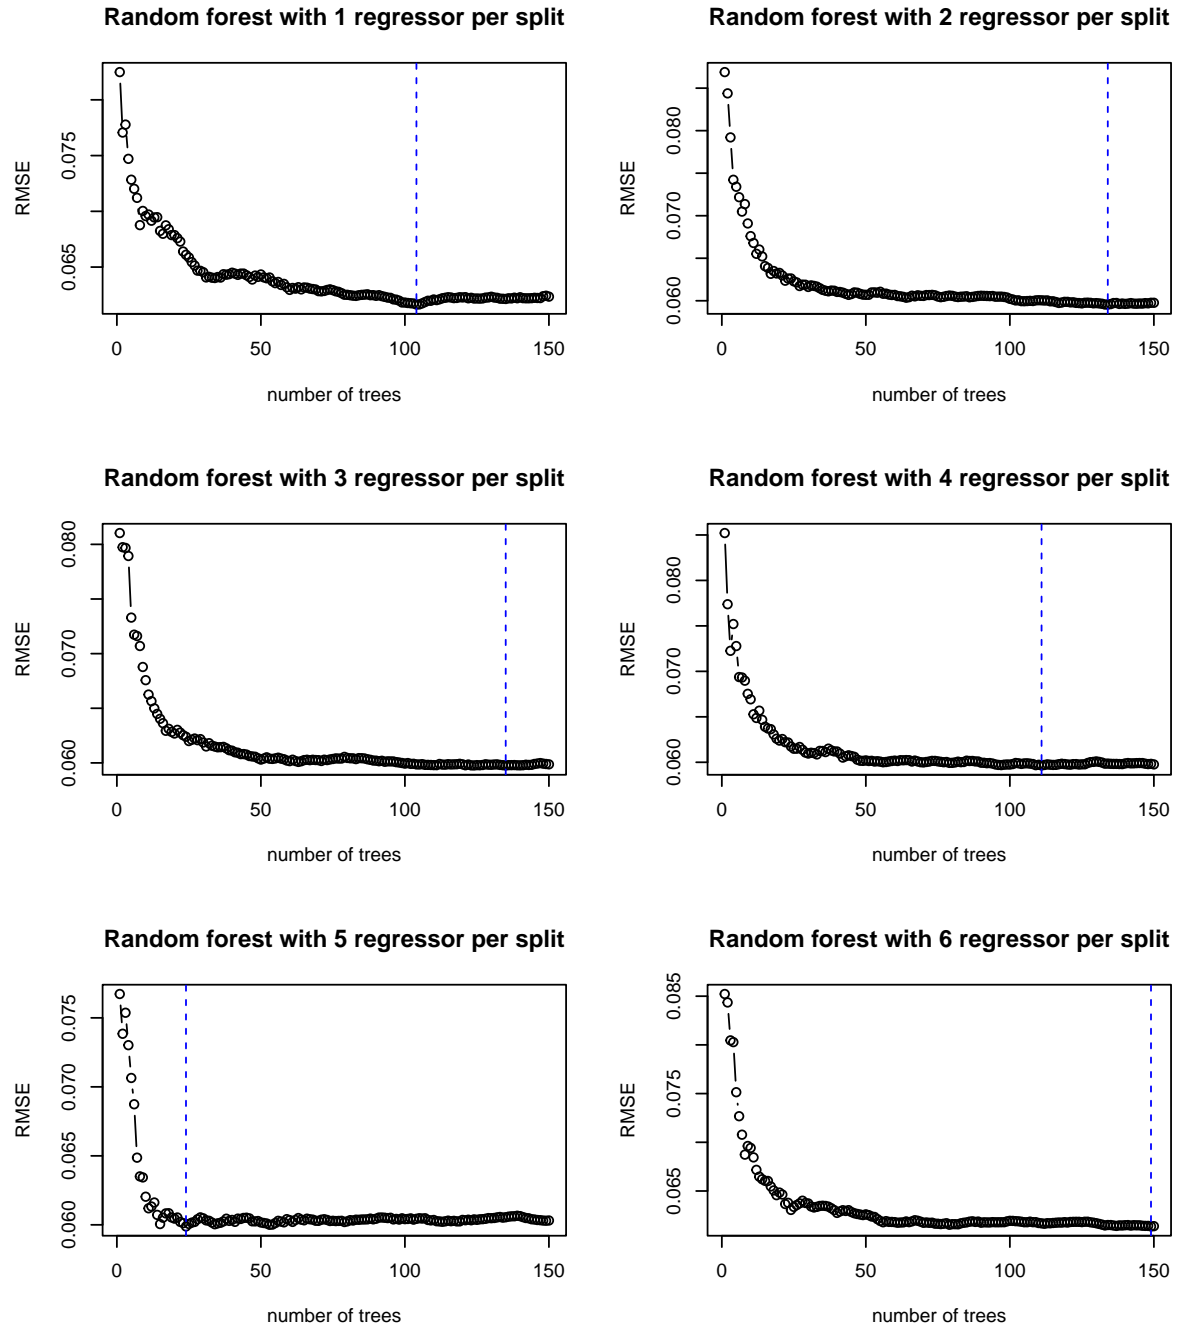 Random forest with 1 regressor per split
RMSE
0.065
0.075
0
50
100
150
number of trees
Random forest with 2 regressor per split
RMSE
0.060
0.070
0.080
0
50
100
150
number of trees
Random forest with 3 regressor per split
RMSE
0.060
0.070
0.080
0
50
100
150
number of trees
Random forest with 4 regressor per split
RMSE
0.060
0.070
0.080
0
50
100
150
number of trees
Random forest with 5 regressor per split
RMSE
0.060
0.065
0.070
0.075
0
50
100
150
number of trees
Random forest with 6 regressor per split
RMSE
0.065
0.075
0.085
0
50
100
150
number of trees